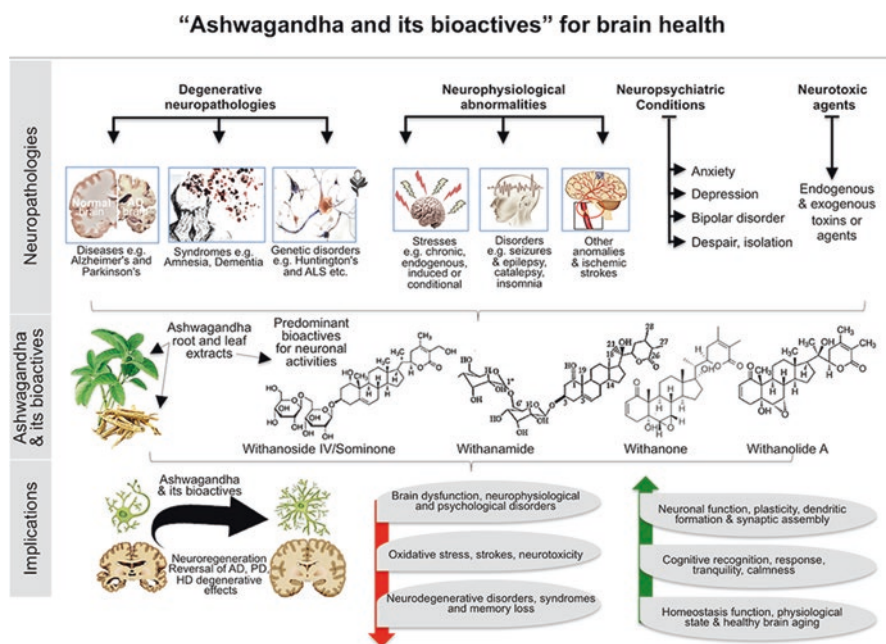 “Ashwagandha and its bioactives” for brain health
Neuropathologies
Degenerative
neuropathologies
Neurophysiological
abnormalities
Neuropsychiatric
Conditions
Neurotoxic
agents
Normal
brain
AD
brain
Diseases e.g.
Alzheimer's and
Parkinson's
Syndromes e.g.
Amnesia, Dementia
Genetic disorders
e.g. Huntington's
and ALS etc.
Stresses e.g. chronic,
endogenous,
induced or
conditional
Disorders
e.g. seizures
& epilepsy,
catalepsy,
insomnia
Other
anomalies
& ischemic
strokes
Anxiety
Depression
Bipolar disorder
Despair, isolation
Endogenous
& exogenous
toxins or
agents
Ashwagandha
& its bioactives
Ashwagandha
root and leaf
extracts
Predominant
bioactives
for neuronal
activities
Withanoside IV/Sominone
Withanamide
Withanone
Withanolide A
Implications
Ashwagandha
& its bioactives
Neuroregeneration
Reversal of AD, PD,
HD degenerative
effects
Brain dysfunction, neurophysiological
and psychological disorders
Oxidative stress, strokes, neurotoxicity
Neurodegenerative disorders, syndromes
and memory loss
Neuronal function, plasticity, dendritic
formation & synaptic assembly
Cognitive recognition, response,
tranquility, calmness
Homeostasis function, physiological
state & healthy brain aging